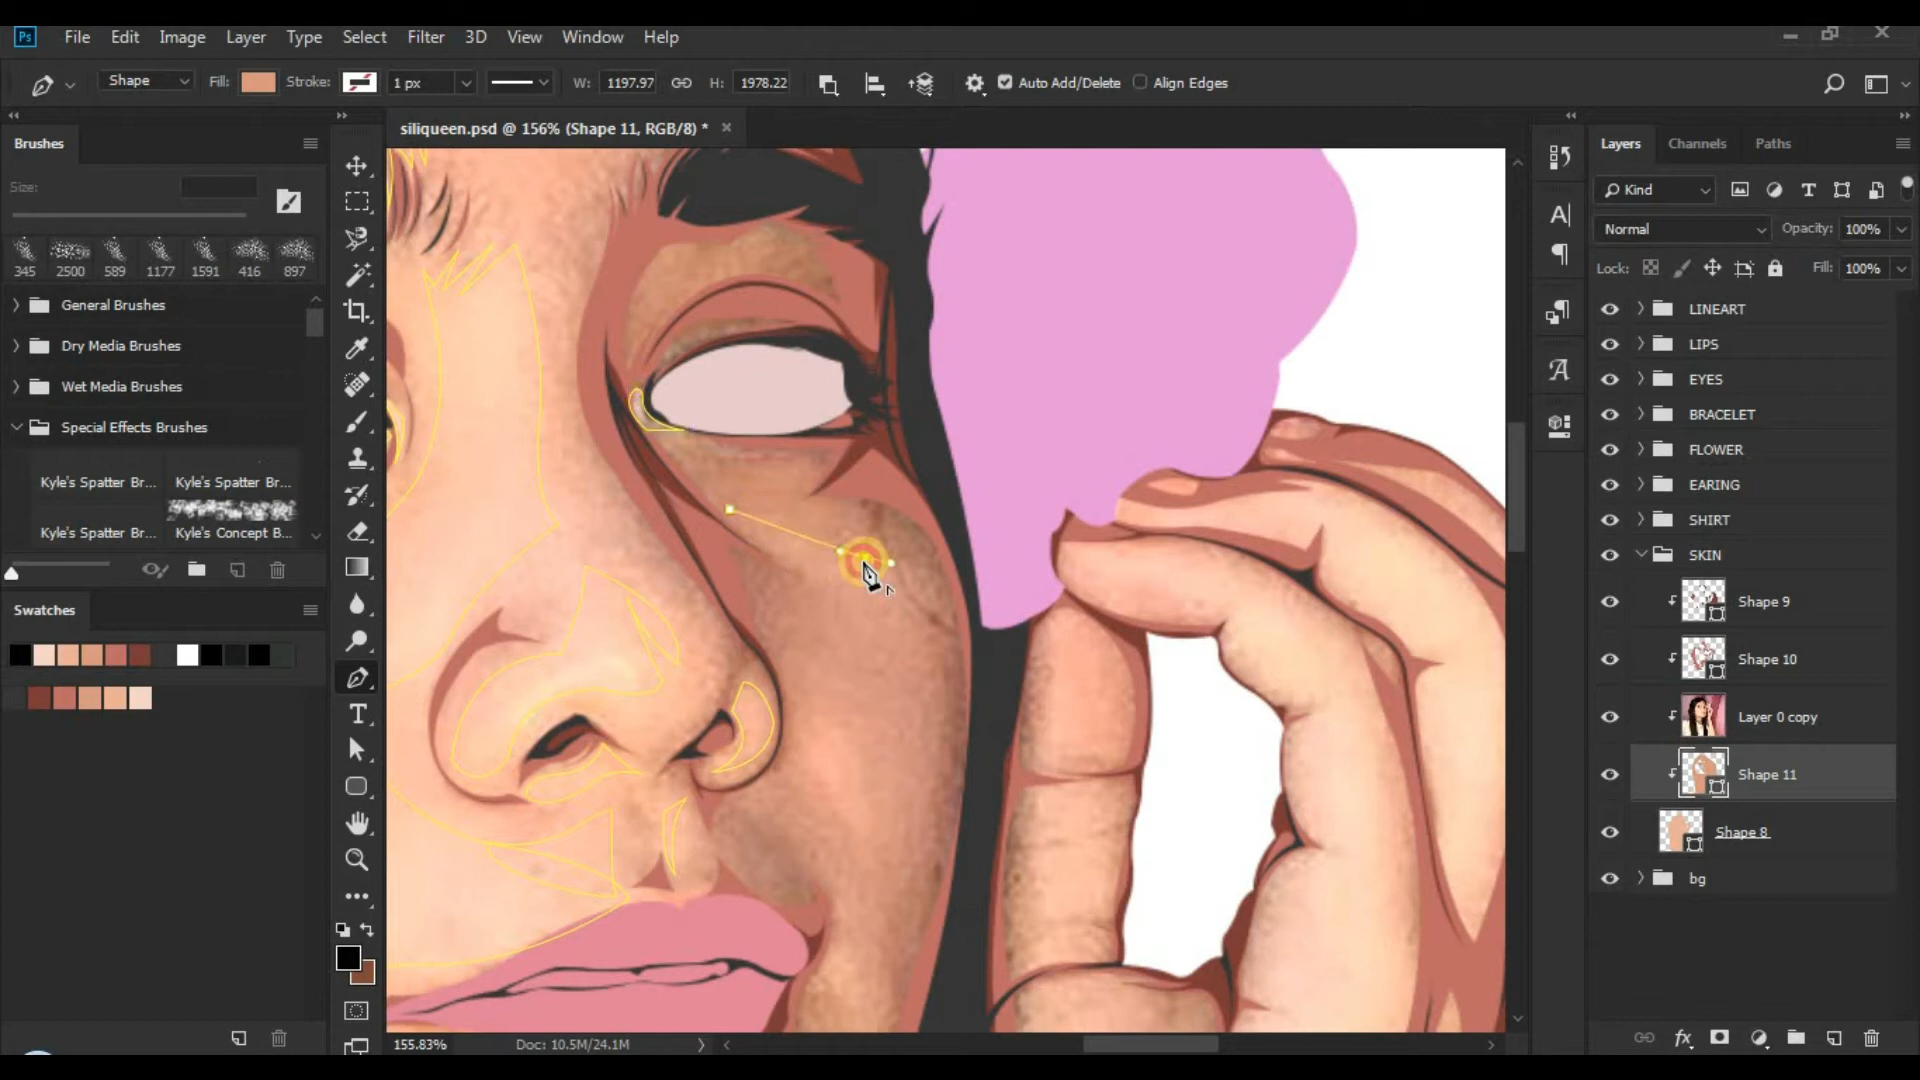 Ps File Edit Image Layer Type Select Filter 3D View Window Help
Shape Fill: Stroke: 1 px W: 1197.97 H: 1978.22 Auto Add/Delete Align Edges
Brushes
siliqueen.psd @ 156% (Shape 11, RGB/8) *
Layers Channels Paths
Size:
Kind
Normal Opacity: 100%
Lock: Fill: 100%
345 2500 589 1177 1591 416 897
General Brushes
Dry Media Brushes
Wet Media Brushes
Special Effects Brushes
Kyle's Spatter Br... Kyle's Spatter Br...
Kyle's Spatter Br... Kyle's Concept B...
Swatches
LINEART
LIPS
EYES
BRACELET
FLOWER
EARING
SHIRT
SKIN
Shape 9
Shape 10
Layer 0 copy
Shape 11
Shape 8
bg
155.83% Doc: 10.5M/24.1M